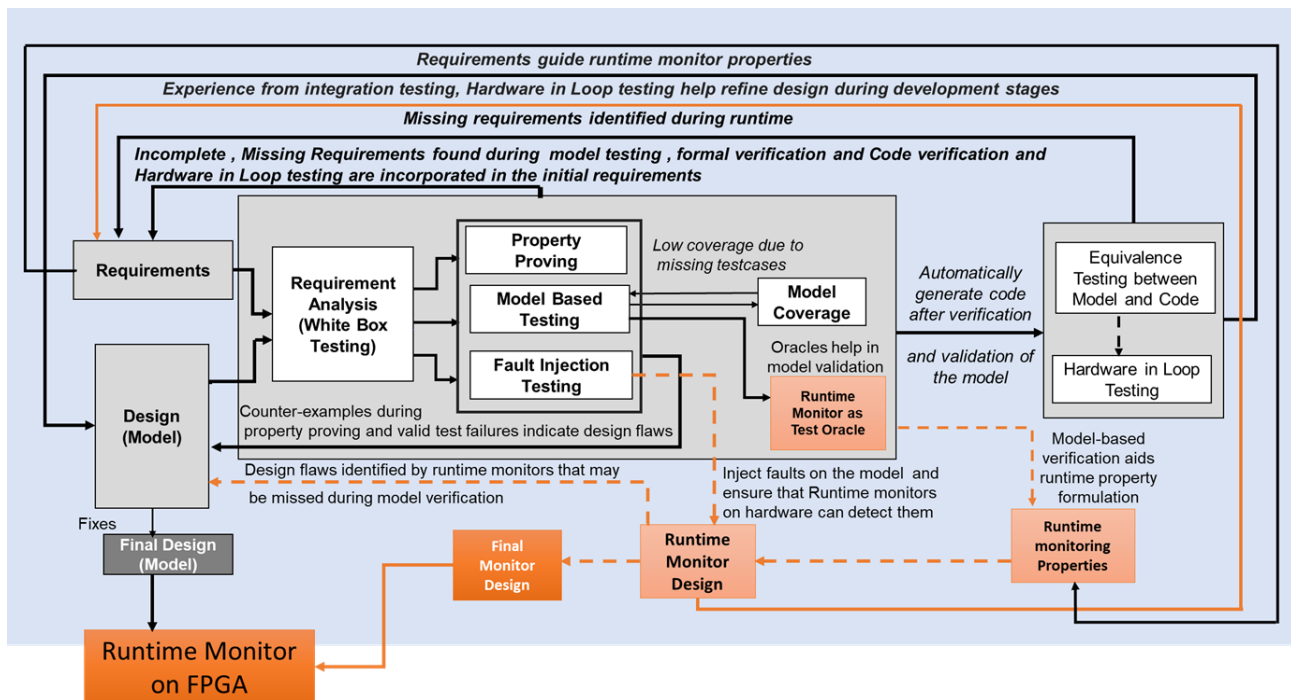 Requirements guide runtime monitor properties
Experience from integration testing, Hardware in Loop testing help refine design during development stages
Missing requirements identified during runtime
Incomplete , Missing Requirements found during model testing , formal verification and Code verification and
Hardware in Loop testing are incorporated in the initial requirements
Requirements
Requirement
Analysis
(White Box
Testing)
Property
Proving
Model Based
Testing
Fault Injection
Testing
Low coverage due to
missing testcases
Model
Coverage
Oracles help in
model validation
Runtime
Monitor as
Test Oracle
Automatically
generate code
after verification
and validation of
the model
Equivalence
Testing between
Model and Code
Hardware in Loop
Testing
Design
(Model)
Counter-examples during
property proving and valid test failures indicate design flaws
Design flaws identified by runtime monitors that may
be missed during model verification
Inject faults on the model and
ensure that Runtime monitors
on hardware can detect them
Model-based
verification aids
runtime property
formulation
Fixes
Final Design
(Model)
Final
Monitor
Design
Runtime
Monitor
Design
Runtime
monitoring
Properties
Runtime Monitor
on FPGA